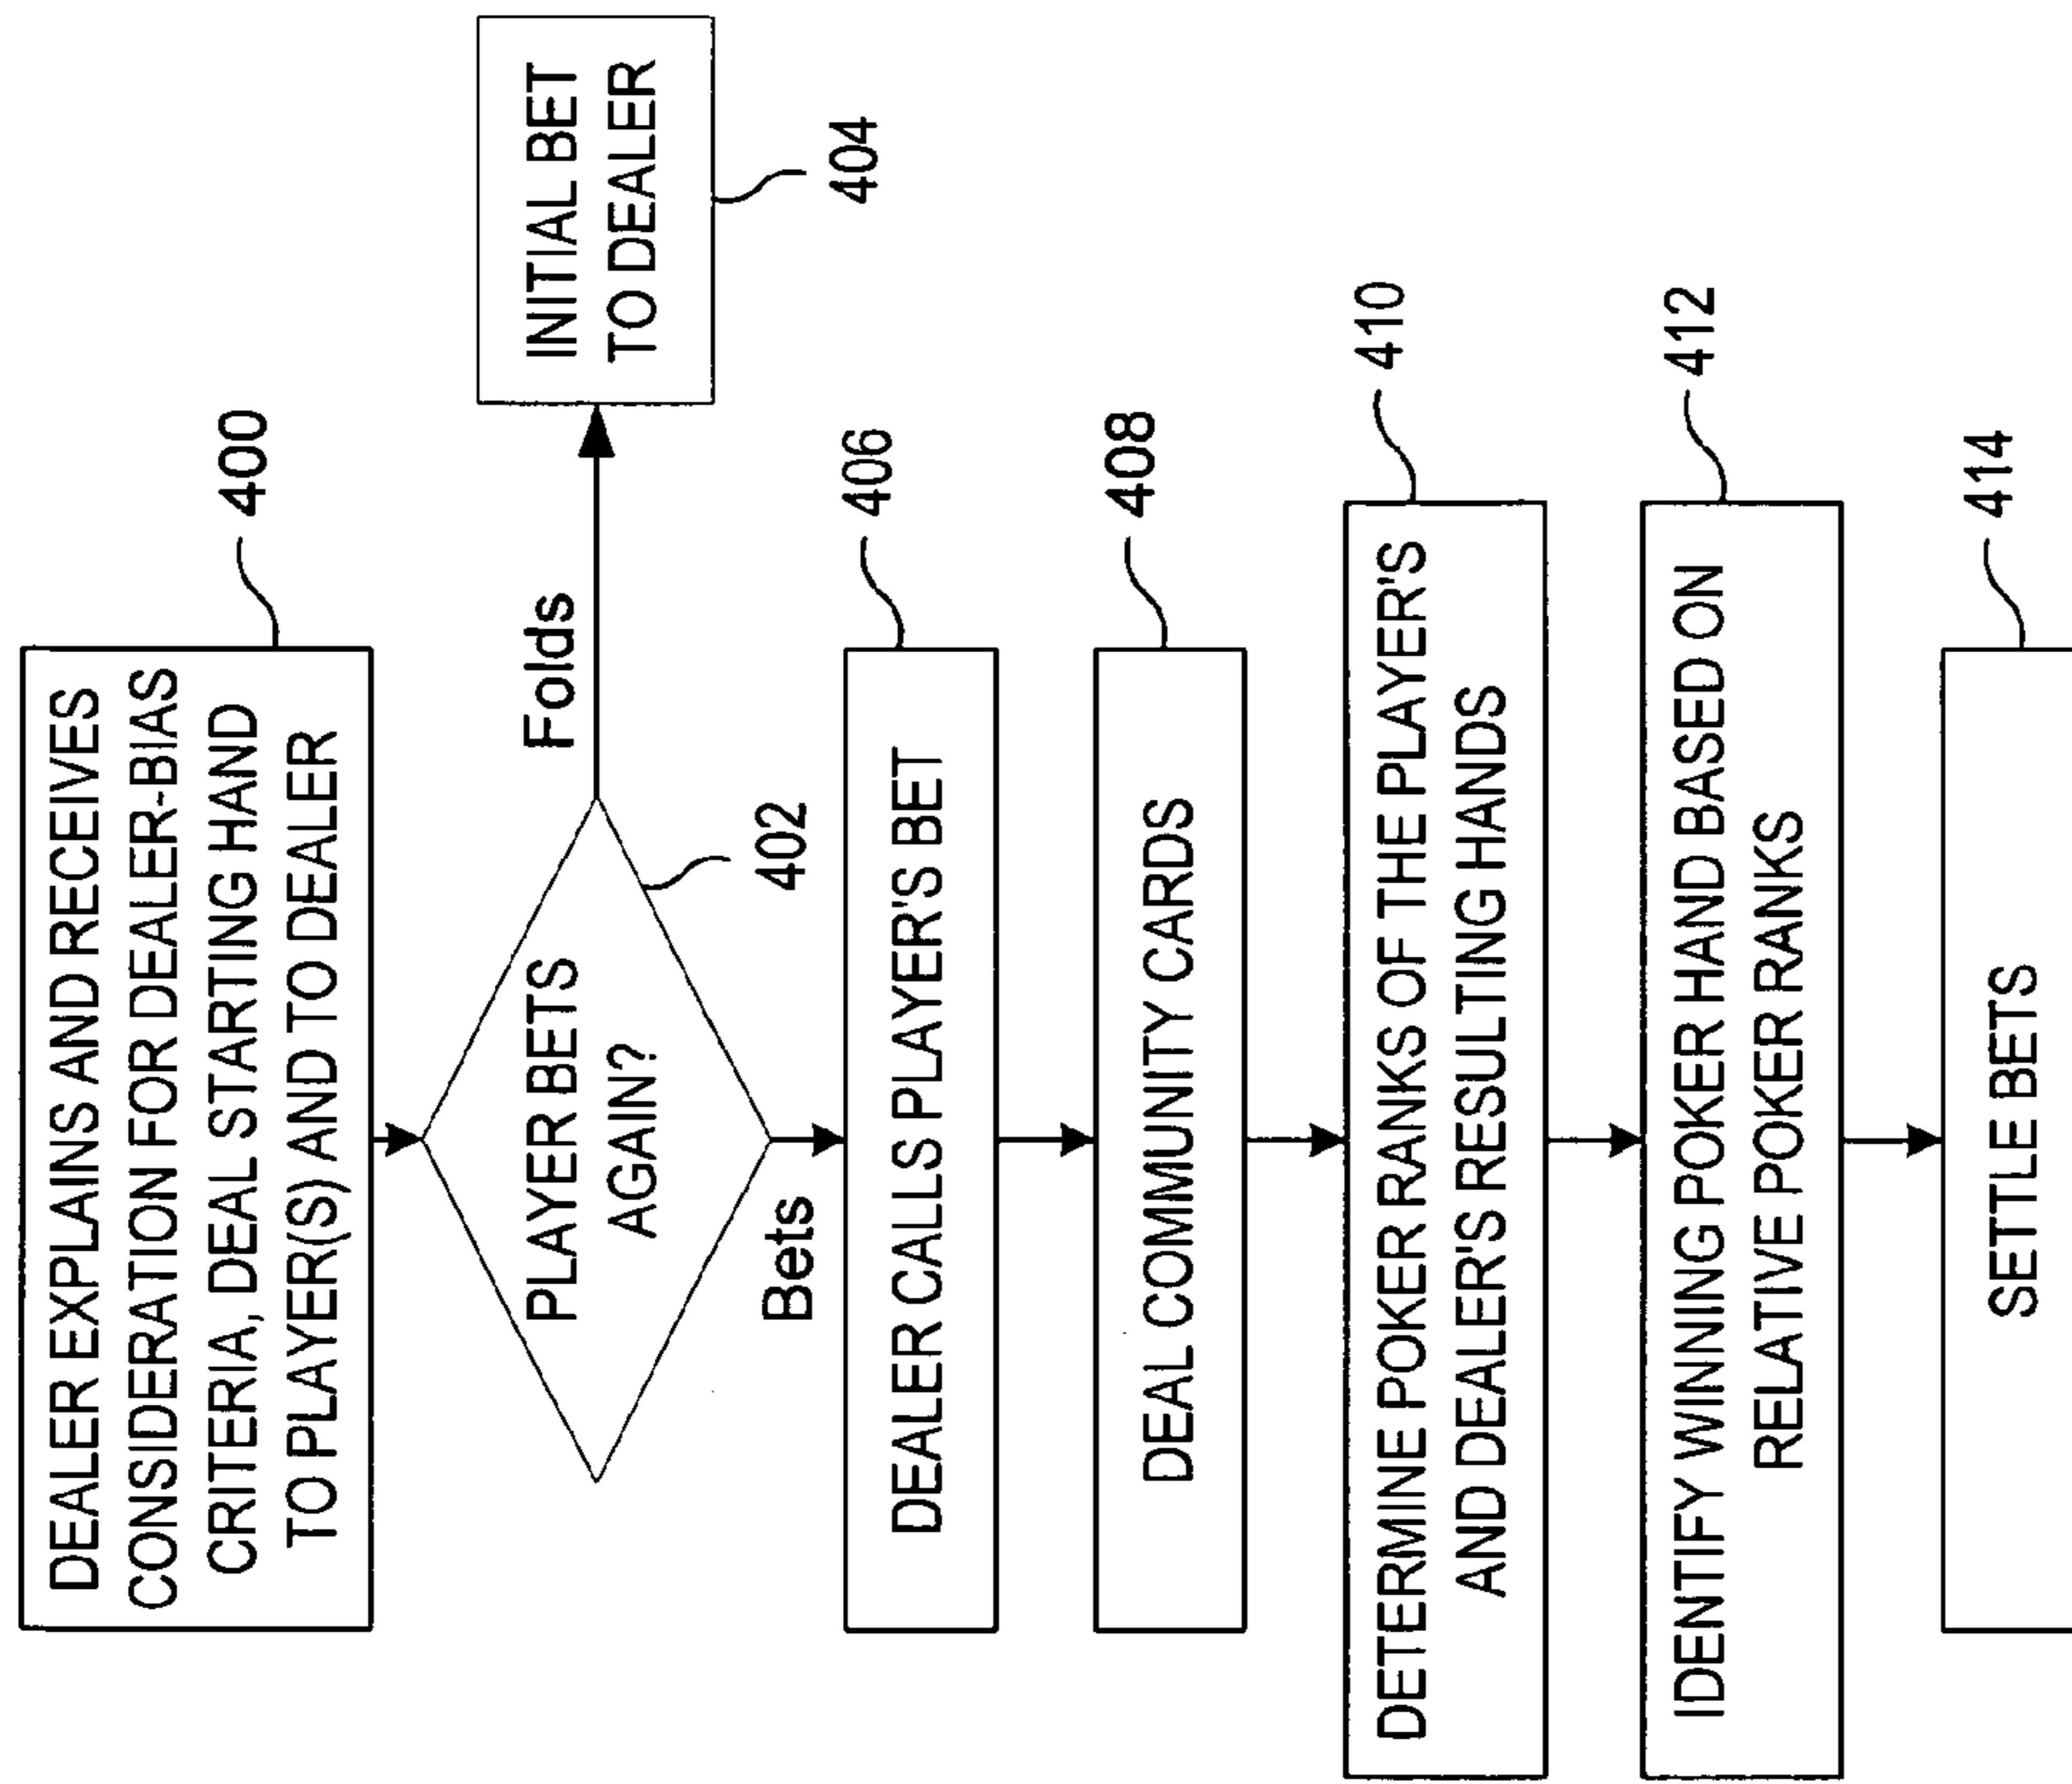 DEALER EXPLAINS AND RECEIVES
CONSIDERATION FOR DEALER-BIAS
CRITERIA, DEAL STARTING HAND
TO PLAYER(S) AND TO DEALER
400
PLAYER BETS
AGAIN?
402
Folds
INITIAL BET
TO DEALER
404
Bets
DEALER CALLS PLAYER'S BET
406
DEAL COMMUNITY CARDS
408
DETERMINE POKER RANKS OF THE PLAYER'S
AND DEALER'S RESULTING HANDS
410
IDENTIFY WINNING POKER HAND BASED ON
RELATIVE POKER RANKS
412
SETTLE BETS
414